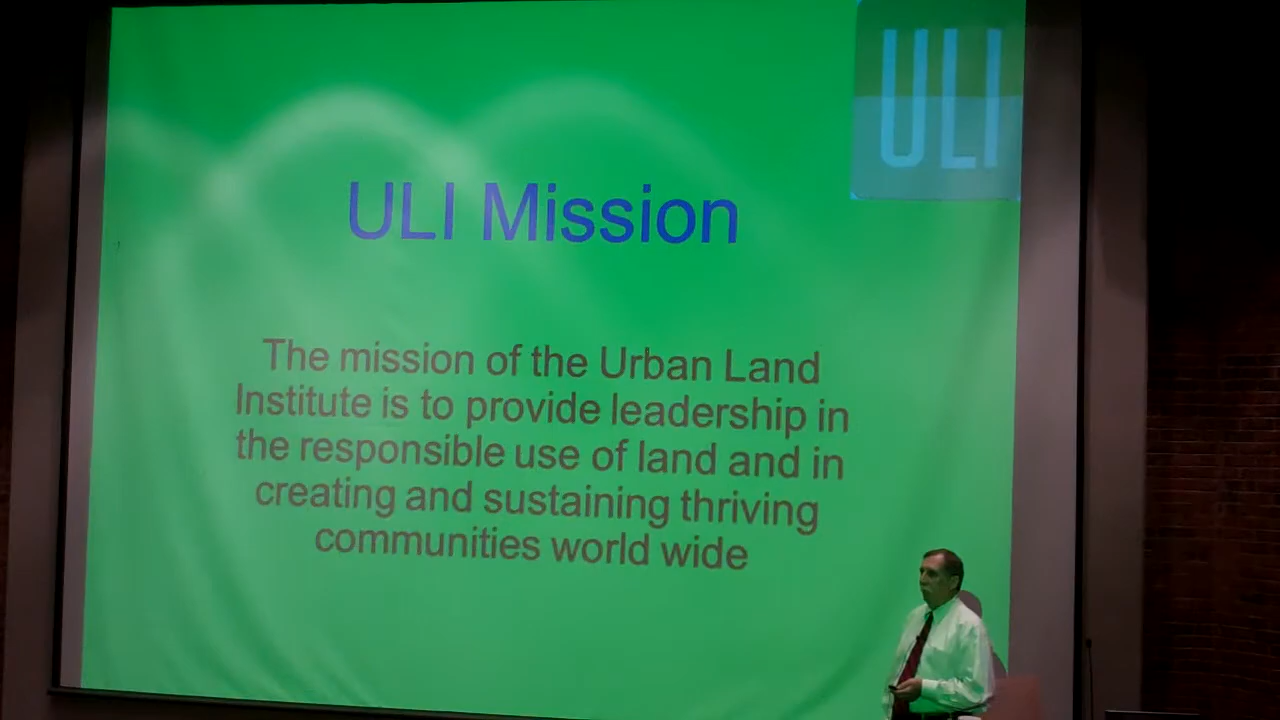 ULI
ULI Mission
The mission of the Urban Land
Institute is to provide leadership in
the responsible use of land and in
creating and sustaining thriving
communities world wide